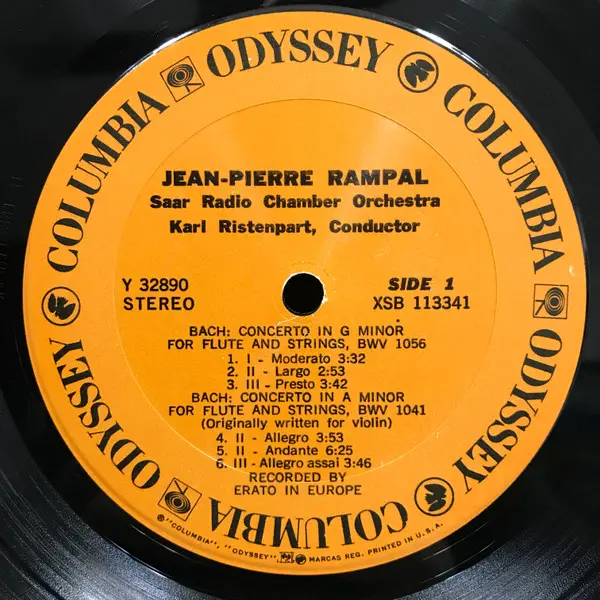 COLUMBIA ODYSSEY COLUMBIA ODYSSEY COLUMBIA COLUMBIA ODYSSEY
JEAN-PIERRE RAMPAL
Saar Radio Chamber Orchestra
Karl Ristenpart, Conductor
Y 32890
STEREO
SIDE 1
XSB 113341
BACH: CONCERTO IN G MINOR
FOR FLUTE AND STRINGS, BWV 1056
1. I - Moderato 3:32
2. II - Largo 2:53
3. III - Presto 3:42
BACH: CONCERTO IN A MINOR
FOR FLUTE AND STRINGS, BWV 1041
(Originally written for violin)
4. II - Allegro 3:53
5. II - Andante 6:25
6. III - Allegro assai 3:46
RECORDED BY
ERATO IN EUROPE
® "COLUMBIA", "ODYSSEY", MARCAS REG. PRINTED IN U.S.A.